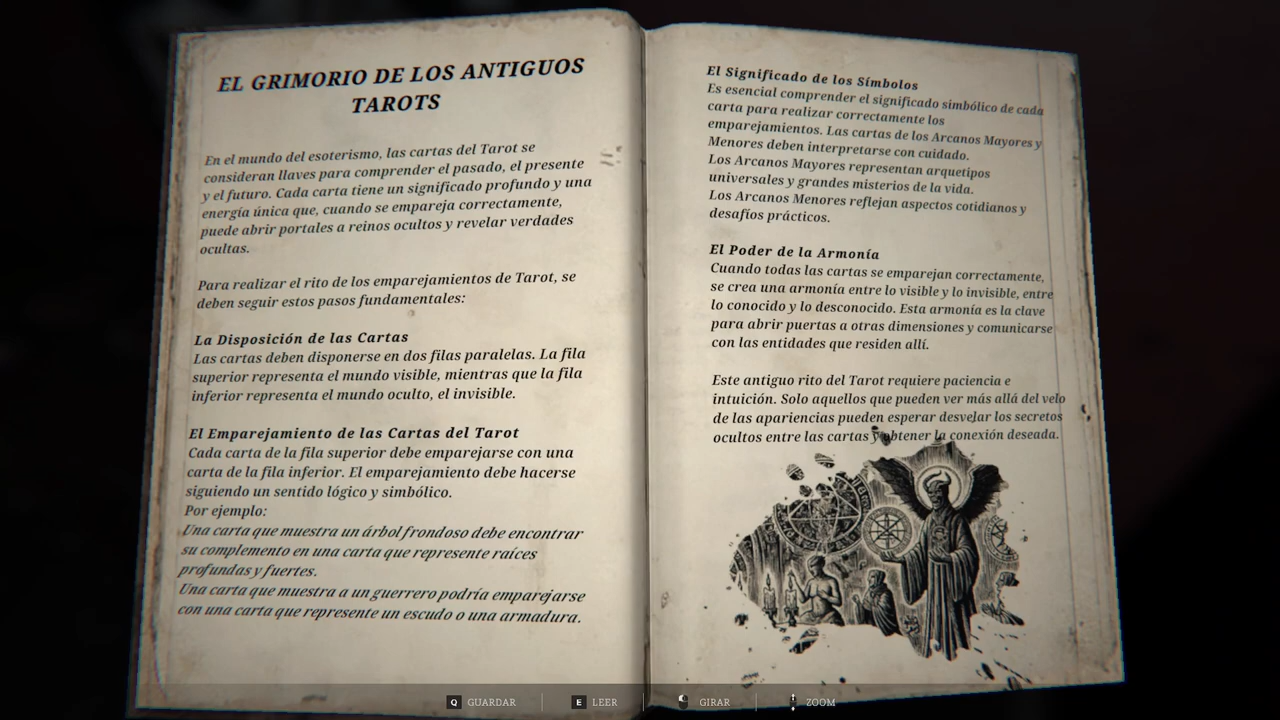 EL GRIMORIO DE LOS ANTIGUOS
TAROTS
En el mundo del esoterismo, las cartas del Tarot se
consideran llaves para comprender el pasado, el presente
y el futuro. Cada carta tiene un significado profundo y una
energía única que, cuando se empareja correctamente,
puede abrir portales a reinos ocultos y revelar verdades
ocultas.
Para realizar el rito de los emparejamientos de Tarot, se
deben seguir estos pasos fundamentales:
La Disposición de las Cartas
Las cartas deben disponerse en dos filas paralelas. La fila
superior representa el mundo visible, mientras que la fila
inferior representa el mundo oculto, el invisible.
El Emparejamiento de las Cartas del Tarot
Cada carta de la fila superior debe emparejarse con una
carta de la fila inferior. El emparejamiento debe hacerse
siguiendo un sentido lógico y simbólico.
Por ejemplo:
Una carta que muestra un árbol frondoso debe encontrar
su complemento en una carta que represente raíces
profundas y fuertes.
Una carta que muestra a un guerrero podría emparejarse
con una carta que represente un escudo o una armadura.
El Significado de los Símbolos
Es esencial comprender el significado simbólico de cada
carta para realizar correctamente los
emparejamientos. Las cartas de los Arcanos Mayores y
Menores deben interpretarse con cuidado.
Los Arcanos Mayores representan arquetipos
universales y grandes misterios de la vida.
Los Arcanos Menores reflejan aspectos cotidianos y
desafíos prácticos.
El Poder de la Armonía
Cuando todas las cartas se emparejan correctamente,
se crea una armonía entre lo visible y lo invisible, entre
lo conocido y lo desconocido. Esta armonía es la clave
para abrir puertas a otras dimensiones y comunicarse
con las entidades que residen allí.
Este antiguo rito del Tarot requiere paciencia e
intuición. Solo aquellos que pueden ver más allá del velo
de las apariencias pueden esperar desvelar los secretos
ocultos entre las cartas y obtener la conexión deseada.
Q GUARDAR E LEER GIRAR ZOOM